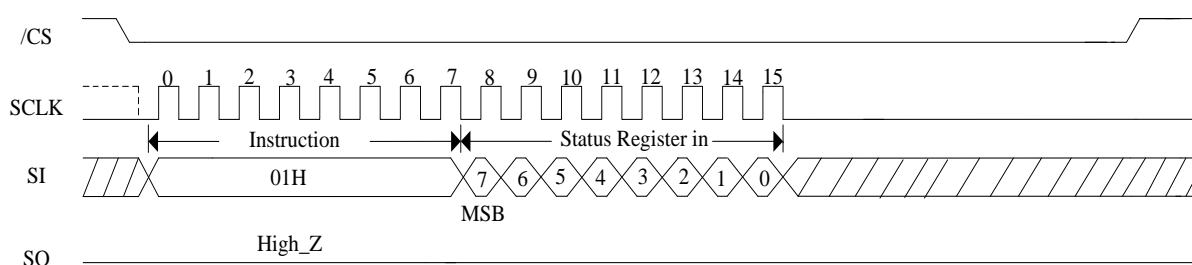 /CS
0 1 2 3 4 5 6 7 8 9 10 11 12 13 14 15
SCLK
Instruction Status Register in
SI 01H 7 6 5 4 3 2 1 0
MSB
High_Z
SO